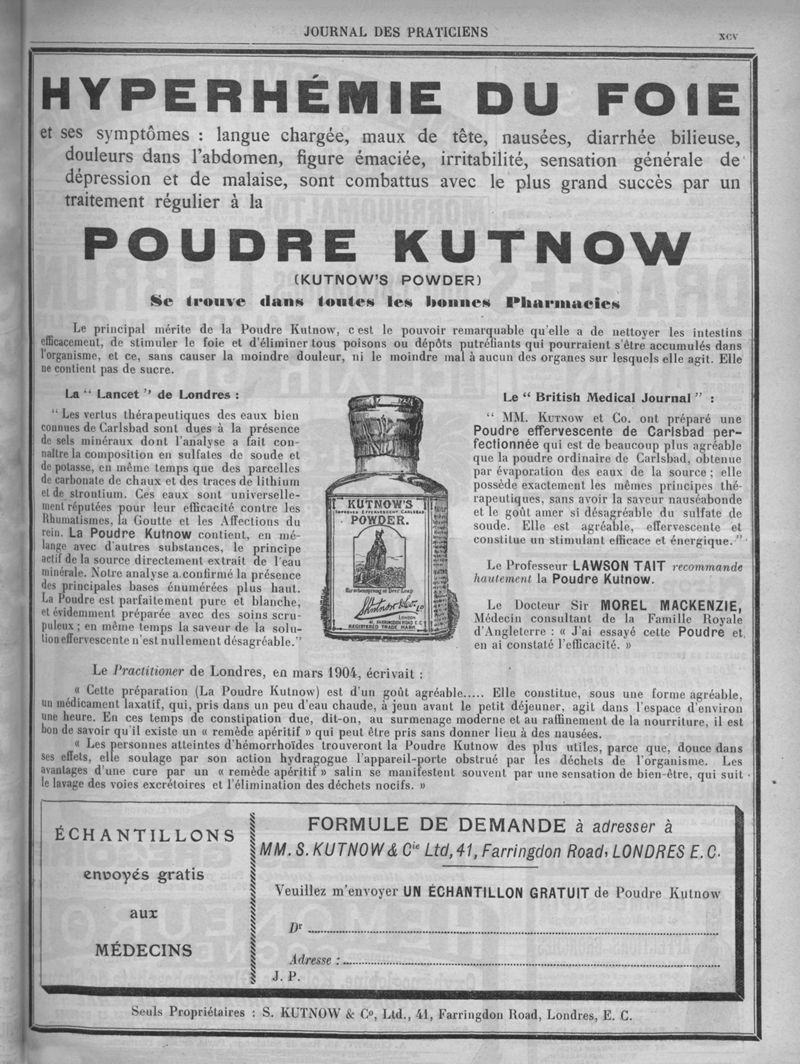 JOURNAL DES PRATICIENS
XCV
HYPERHÉMIE DU FOIE
et ses symptômes : langue chargée, maux de tête, nausées, diarrhée bilieuse,
douleurs dans l'abdomen, figure émaciée, irritabilité, sensation générale de
dépression et de malaise, sont combattus avec le plus grand succès par un
traitement régulier à la
POUDRE KUTNOW
(KUTNOW'S POWDER)
Se trouve dans toutes les bonnes Pharmacies
Le principal mérite de la Poudre Kutnow, c'est le pouvoir remarquable qu'elle a de nettoyer les intestins
efficacement, de stimuler le foie et d'éliminer tous poisons ou dépôts putréfiants qui pourraient s'être accumulés dans
l'organisme, et ce, sans causer la moindre douleur, ni le moindre mal à aucun des organes sur lesquels elle agit. Elle
ne contient pas de sucre.
La “ Lancet ” de Londres :
“ Les vertus thérapeutiques des eaux bien
connues de Carlsbad sont dues à la présence
de sels minéraux dont l'analyse a fait con-
naître la composition en sulfates de soude et
de potasse, en même temps que des parcelles
de carbonate de chaux et des traces de lithium
et de strontium. Ces eaux sont universelle-
ment réputées pour leur efficacité contre les
Rhumatismes, la Goutte et les Affections du
rein. La Poudre Kutnow contient, en mé-
lange avec d'autres substances, le principe
actif de la source directement extrait de l'eau
minérale. Notre analyse a confirmé la présence
des principales bases énumérées plus haut.
La Poudre est parfaitement pure et blanche,
et évidemment préparée avec des soins scru-
puleux ; en même temps la saveur de la solu-
tion effervescente n'est nullement désagréable.”
KUTNOW'S
IMPROVED EFFERVESCENT CARLSBAD
POWDER.
S. Kutnow & Co Ld
LONDON
41, FARRINGDON ROAD E.C.
REGISTERED TRADE MARK
Le “ British Medical Journal ” :
“ MM. KUTNOW et Co. ont préparé une
Poudre effervescente de Carlsbad per-
fectionnée qui est de beaucoup plus agréable
que la poudre ordinaire de Carlsbad, obtenue
par évaporation des eaux de la source ; elle
possède exactement les mêmes principes thé-
rapeutiques, sans avoir la saveur nauséabonde
et le goût amer si désagréable du sulfate de
soude. Elle est agréable, effervescente et
constitue un stimulant efficace et énergique.”
Le Professeur LAWSON TAIT recommande
hautement la Poudre Kutnow.
Le Docteur Sir MOREL MACKENZIE,
Médecin consultant de la Famille Royale
d'Angleterre : « J'ai essayé cette Poudre et
en ai constaté l'efficacité. »
Le Practitioner de Londres, en mars 1904, écrivait :
« Cette préparation (La Poudre Kutnow) est d'un goût agréable..... Elle constitue, sous une forme agréable,
un médicament laxatif, qui, pris dans un peu d'eau chaude, à jeun avant le petit déjeuner, agit dans l'espace d'environ
une heure. En ces temps de constipation due, dit-on, au surmenage moderne et au raffinement de la nourriture, il est
bon de savoir qu'il existe un « remède apéritif » qui peut être pris sans donner lieu à des nausées.
« Les personnes atteintes d'hémorrhoïdes trouveront la Poudre Kutnow des plus utiles, parce que, douce dans
ses effets, elle soulage par son action hydragogue l'appareil-porte obstrué par les déchets de l'organisme. Les
avantages d'une cure par un « remède apéritif » salin se manifestent souvent par une sensation de bien-être, qui suit
le lavage des voies excrétoires et l'élimination des déchets nocifs. »
ÉCHANTILLONS
envoyés gratis
aux
MÉDECINS
FORMULE DE DEMANDE à adresser à
MM. S. KUTNOW & Cie Ltd, 41, Farringdon Road, LONDRES E. C.
Veuillez m'envoyer UN ÉCHANTILLON GRATUIT de Poudre Kutnow
Dr
Adresse :
J. P.
Seuls Propriétaires : S. KUTNOW & Co, Ltd., 41, Farringdon Road, Londres, E. C.